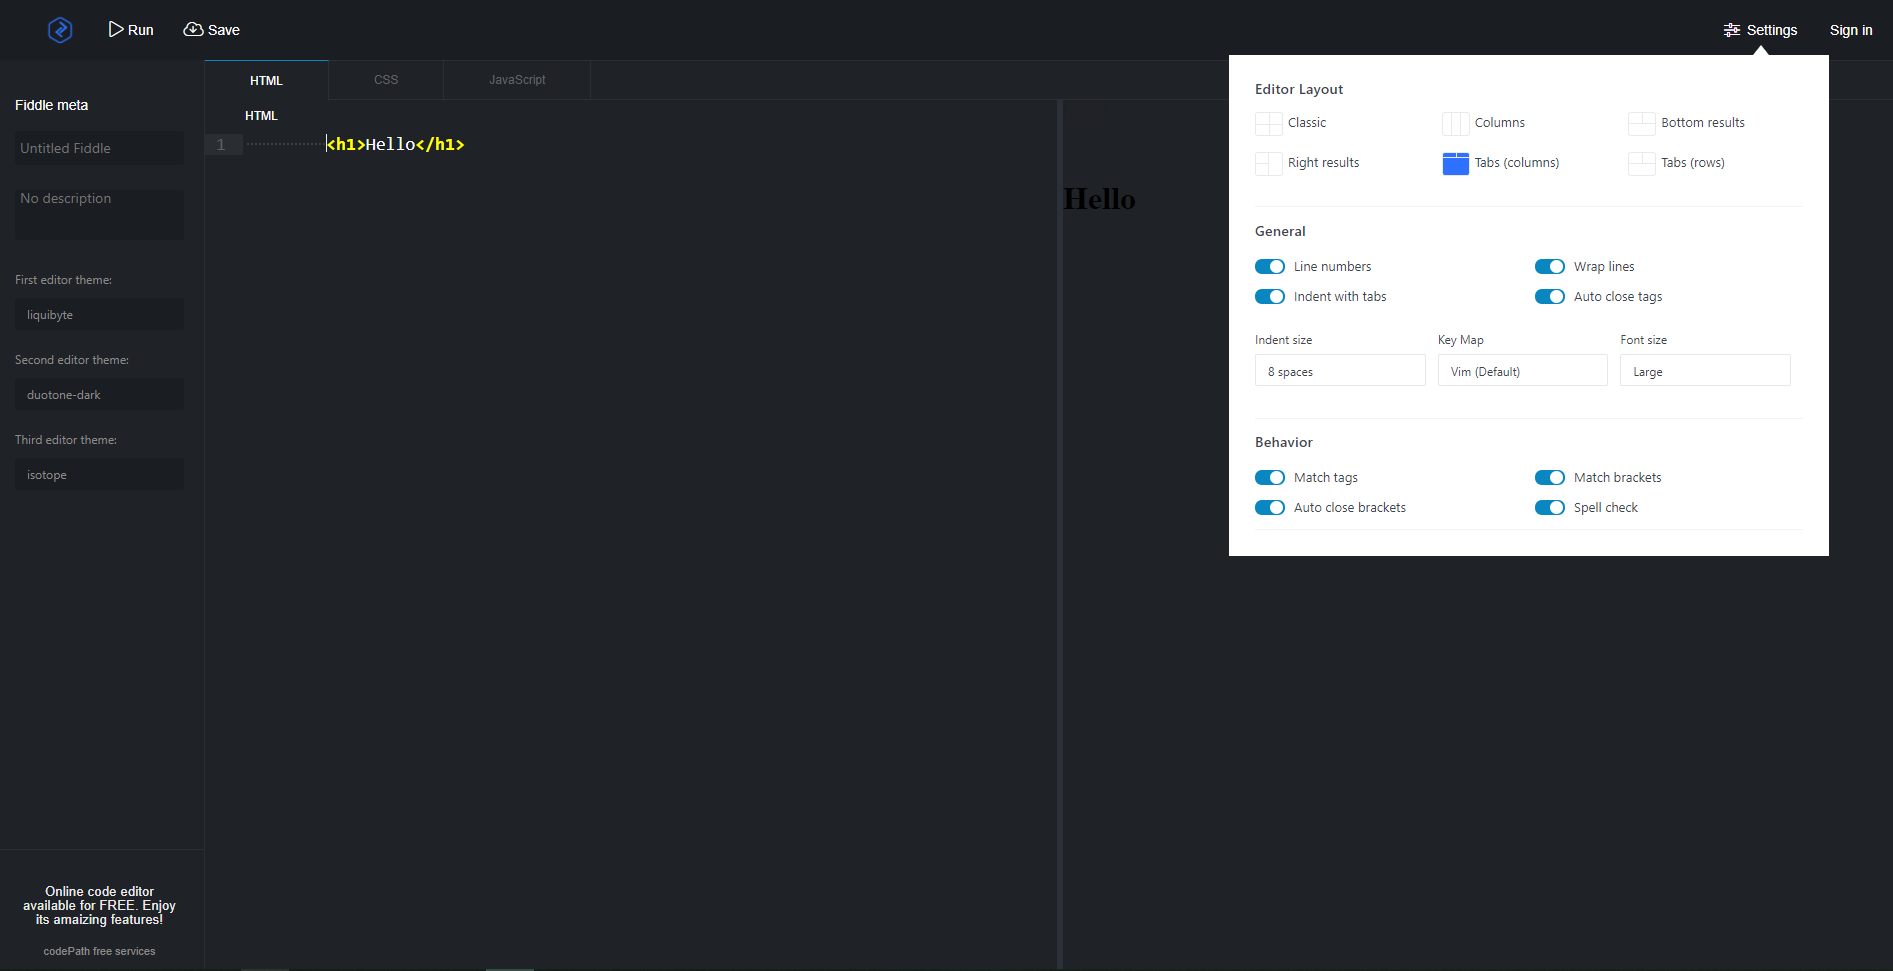 Run
Save
Settings
Sign in
Fiddle meta
Untitled Fiddle
No description
First editor theme:
liquibyte
Second editor theme:
duotone-dark
Third editor theme:
isotope
Online code editor
available for FREE. Enjoy
its amaizing features!
codePath free services
HTML
CSS
JavaScript
HTML
1 <h1>Hello</h1>
Hello
Editor Layout
Classic
Columns
Bottom results
Right results
Tabs (columns)
Tabs (rows)
General
Line numbers
Wrap lines
Indent with tabs
Auto close tags
Indent size
Key Map
Font size
8 spaces
Vim (Default)
Large
Behavior
Match tags
Match brackets
Auto close brackets
Spell check